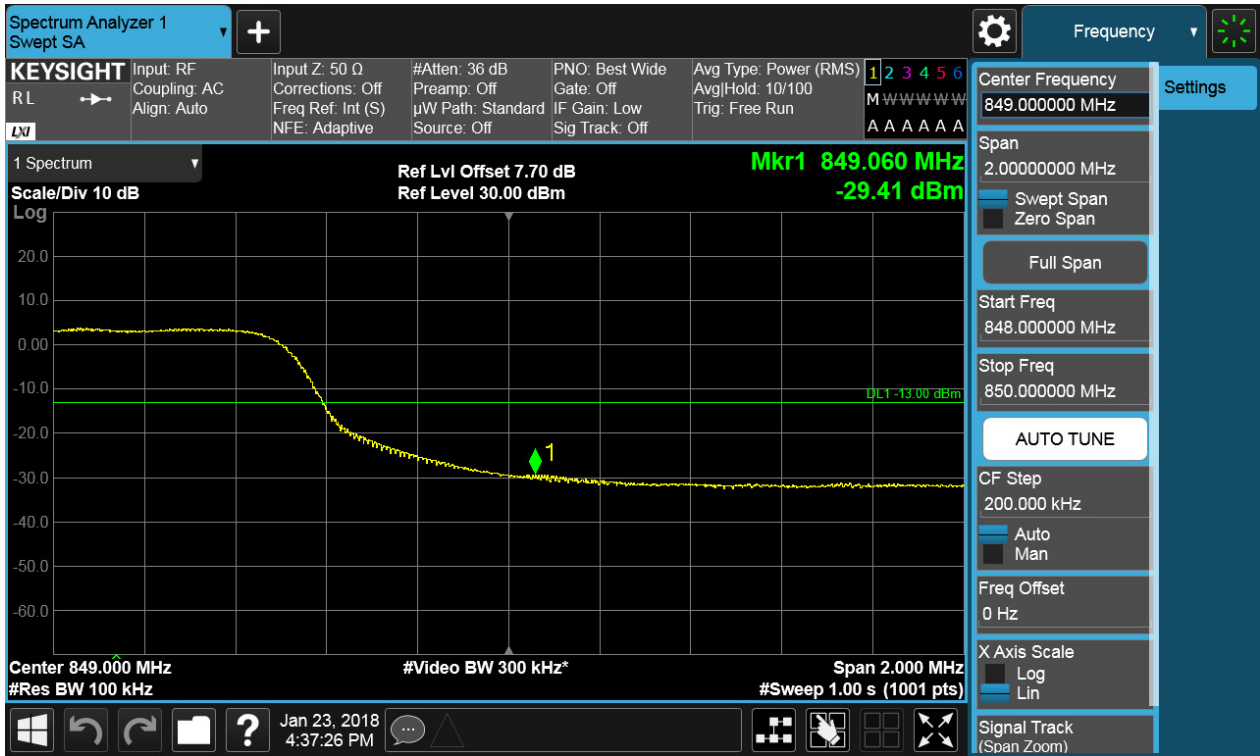 Spectrum Analyzer 1
Swept SA
+
Frequency
KEYSIGHT
RL
LXI
Input: RF
Coupling: AC
Align: Auto
Input Z: 50 Ω
Corrections: Off
Freq Ref: Int (S)
NFE: Adaptive
#Atten: 36 dB
Preamp: Off
µW Path: Standard
Source: Off
PNO: Best Wide
Gate: Off
IF Gain: Low
Sig Track: Off
Avg Type: Power (RMS)
Avg|Hold: 10/100
Trig: Free Run
1 2 3 4 5 6
M W W W W W
A A A A A A
1 Spectrum
Scale/Div 10 dB
Log
Ref Lvl Offset 7.70 dB
Ref Level 30.00 dBm
Mkr1 849.060 MHz
-29.41 dBm
20.0
10.0
0.00
-10.0
DL1 -13.00 dBm
-20.0
1
-30.0
-40.0
-50.0
-60.0
Center 849.000 MHz
#Res BW 100 kHz
#Video BW 300 kHz*
Span 2.000 MHz
#Sweep 1.00 s (1001 pts)
Center Frequency
849.000000 MHz
Settings
Span
2.00000000 MHz
Swept Span
Zero Span
Full Span
Start Freq
848.000000 MHz
Stop Freq
850.000000 MHz
AUTO TUNE
CF Step
200.000 kHz
Auto
Man
Freq Offset
0 Hz
X Axis Scale
Log
Lin
Signal Track
(Span Zoom)
?
Jan 23, 2018
4:37:26 PM